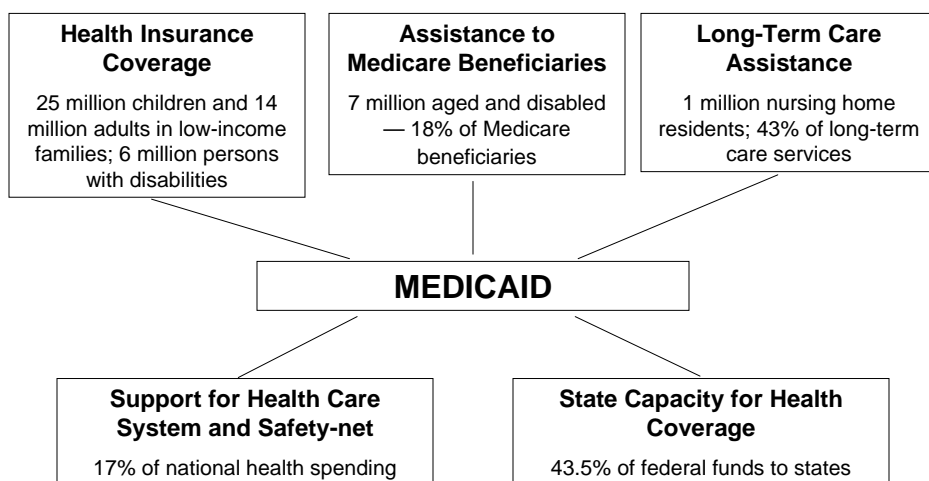 Health Insurance
Coverage
25 million children and 14
million adults in low-income
families; 6 million persons
with disabilities
Assistance to
Medicare Beneficiaries
7 million aged and disabled
— 18% of Medicare
beneficiaries
Long-Term Care
Assistance
1 million nursing home
residents; 43% of long-term
care services
MEDICAID
Support for Health Care
System and Safety-net
17% of national health spending
State Capacity for Health
Coverage
43.5% of federal funds to states